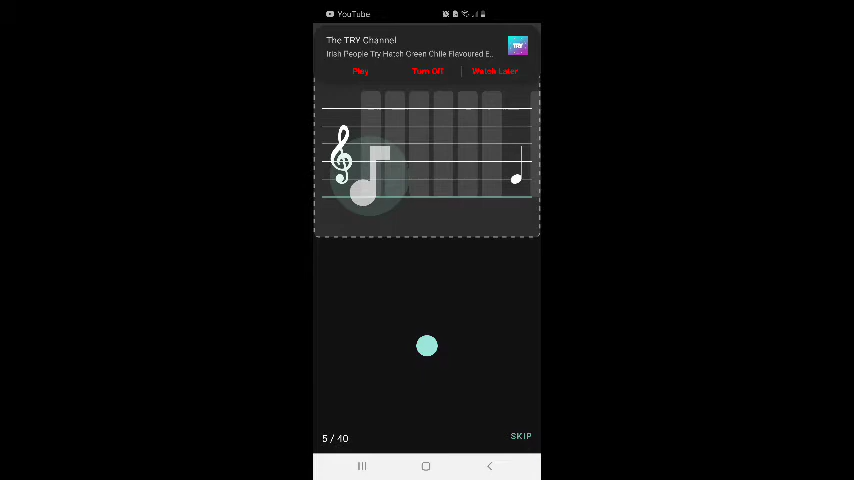 YouTube
The TRY Channel
Irish People Try Hatch Green Chile Flavoured E..
TRY
Play Turn Off Watch Later
5 / 40
SKIP